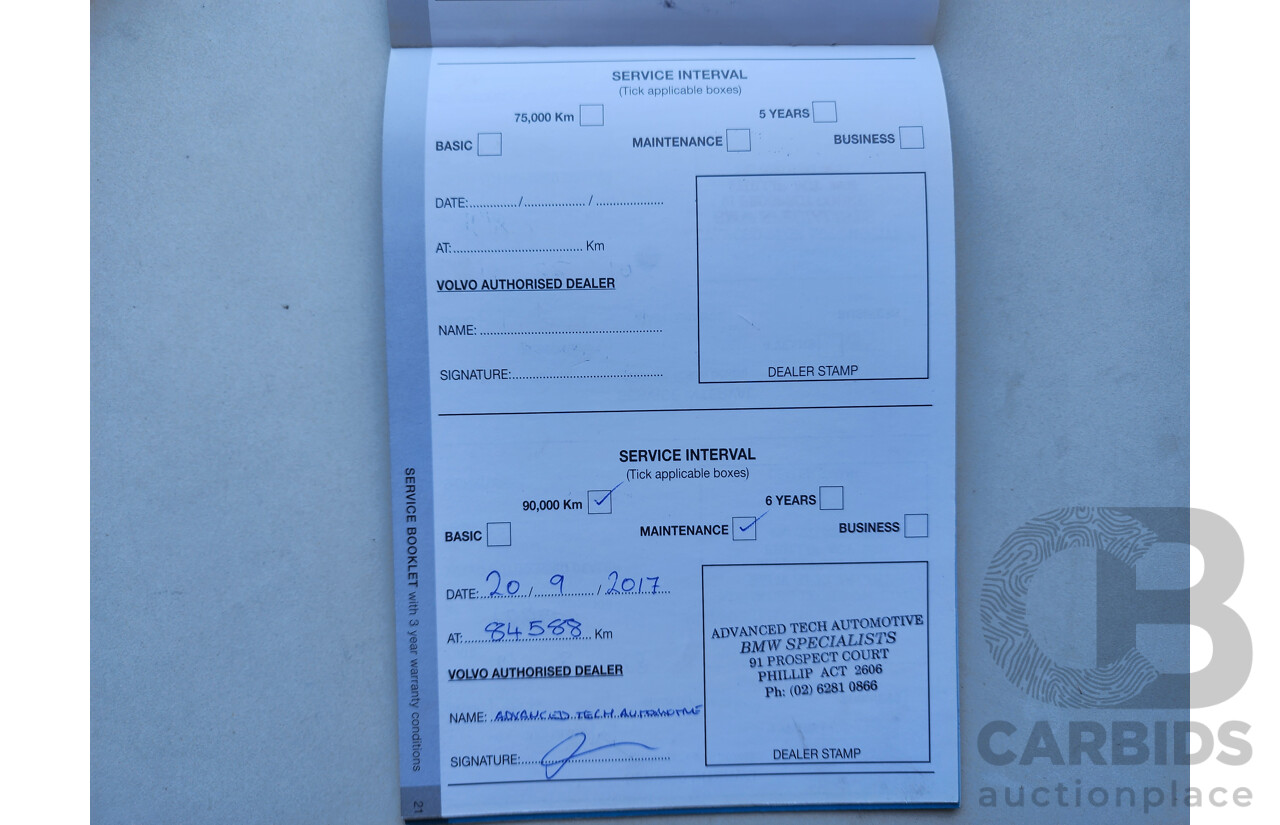 SERVICE INTERVAL
(Tick applicable boxes)
75,000 Km 5 YEARS
BASIC MAINTENANCE BUSINESS
DATE:............/................. / ...................
AT:..................................... Km
VOLVO AUTHORISED DEALER
NAME: .....................................................
SIGNATURE:............................................
DEALER STAMP
SERVICE INTERVAL
(Tick applicable boxes)
90,000 Km ✓ 6 YEARS
BASIC MAINTENANCE ✓ BUSINESS
DATE: 20 / 9 / 2017
AT: 84588 Km
VOLVO AUTHORISED DEALER
NAME: ADVANCED TECH AUTOMOTIVE
SIGNATURE:
ADVANCED TECH AUTOMOTIVE
BMW SPECIALISTS
91 PROSPECT COURT
PHILLIP ACT 2606
Ph: (02) 6281 0866
DEALER STAMP
SERVICE BOOKLET with 3 year warranty conditions
21
CB
CARBIDS
auctionplace